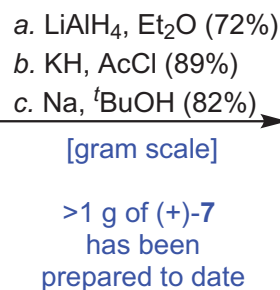 a. LiAlH₄, Et₂O (72%)
b. KH, AcCl (89%)
c. Na, ᵗBuOH (82%)
[gram scale]
>1 g of (+)-7
has been
prepared to date